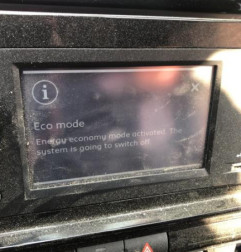 Eco mode
Energy economy mode activated. The
system is going to switch off